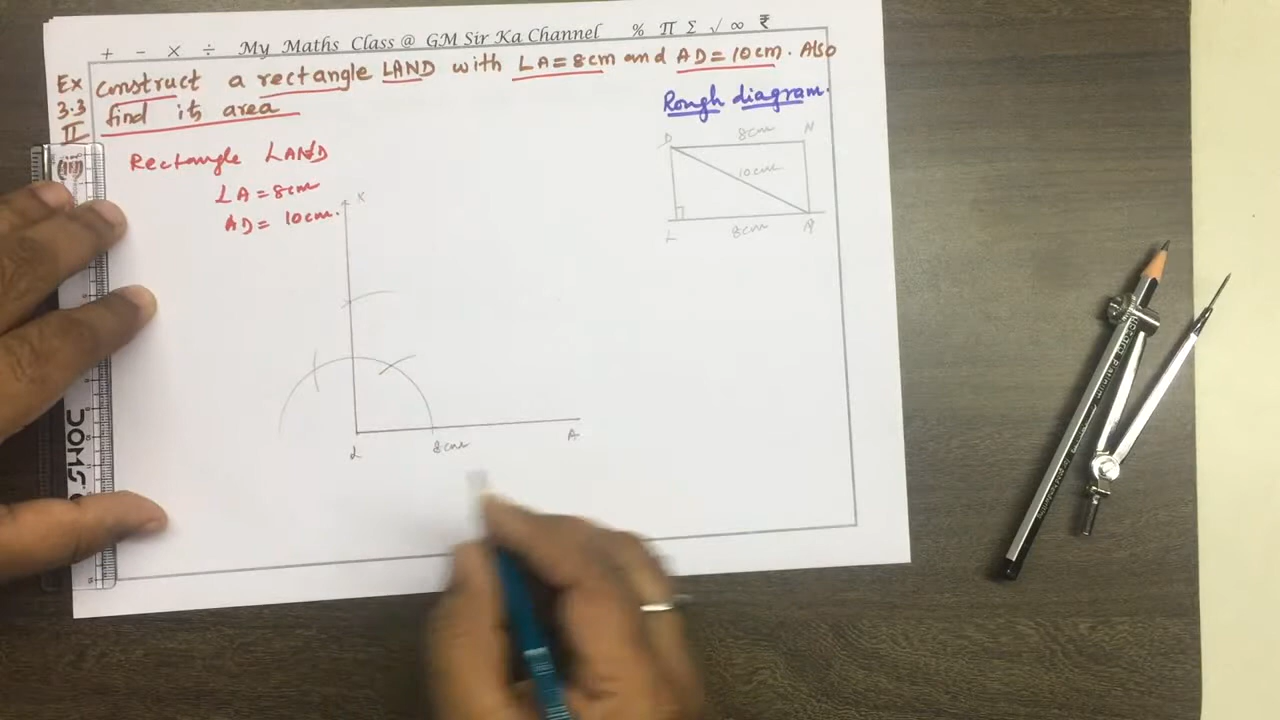 + - × ÷ My Maths Class @ GM Sir Ka Channel % Π Σ √ ∞ ₹
Ex Construct a rectangle LAND with LA = 8cm and AD = 10cm. Also
3.3 find its area
II
Rough diagram.
Rectangle LAND
LA = 8cm
AD = 10cm.
D 8cm N
10cm
L 8cm A
X
L 8cm A
DOMS